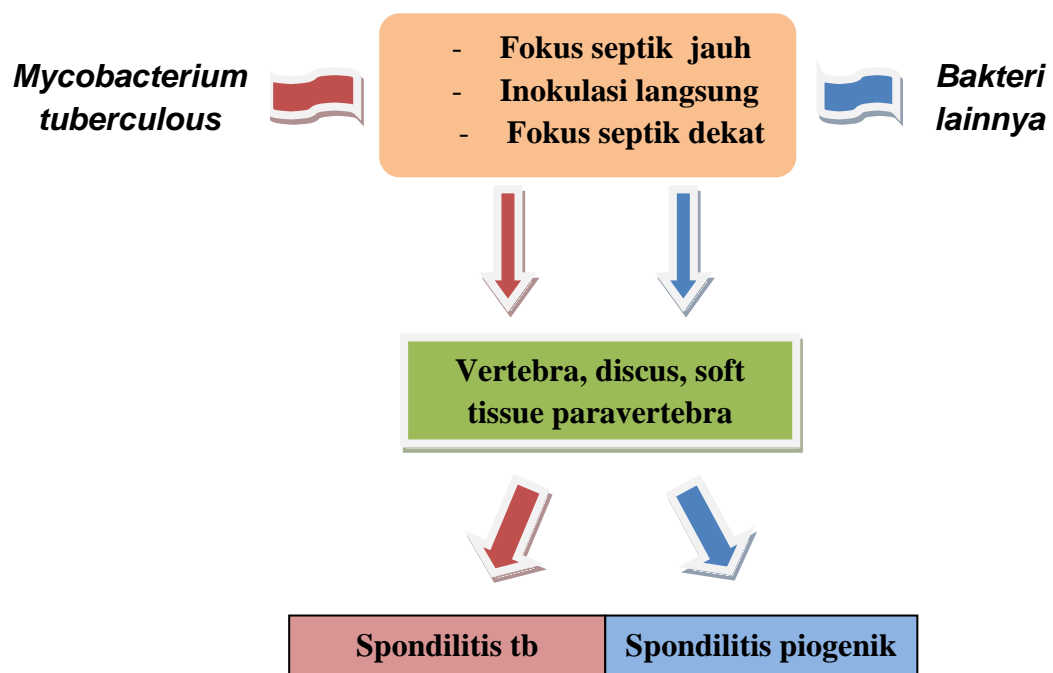 Mycobacterium
tuberculous
- Fokus septik jauh
- Inokulasi langsung
- Fokus septik dekat
Bakteri
lainnya
Vertebra, discus, soft
tissue paravertebra
Spondilitis tb
Spondilitis piogenik